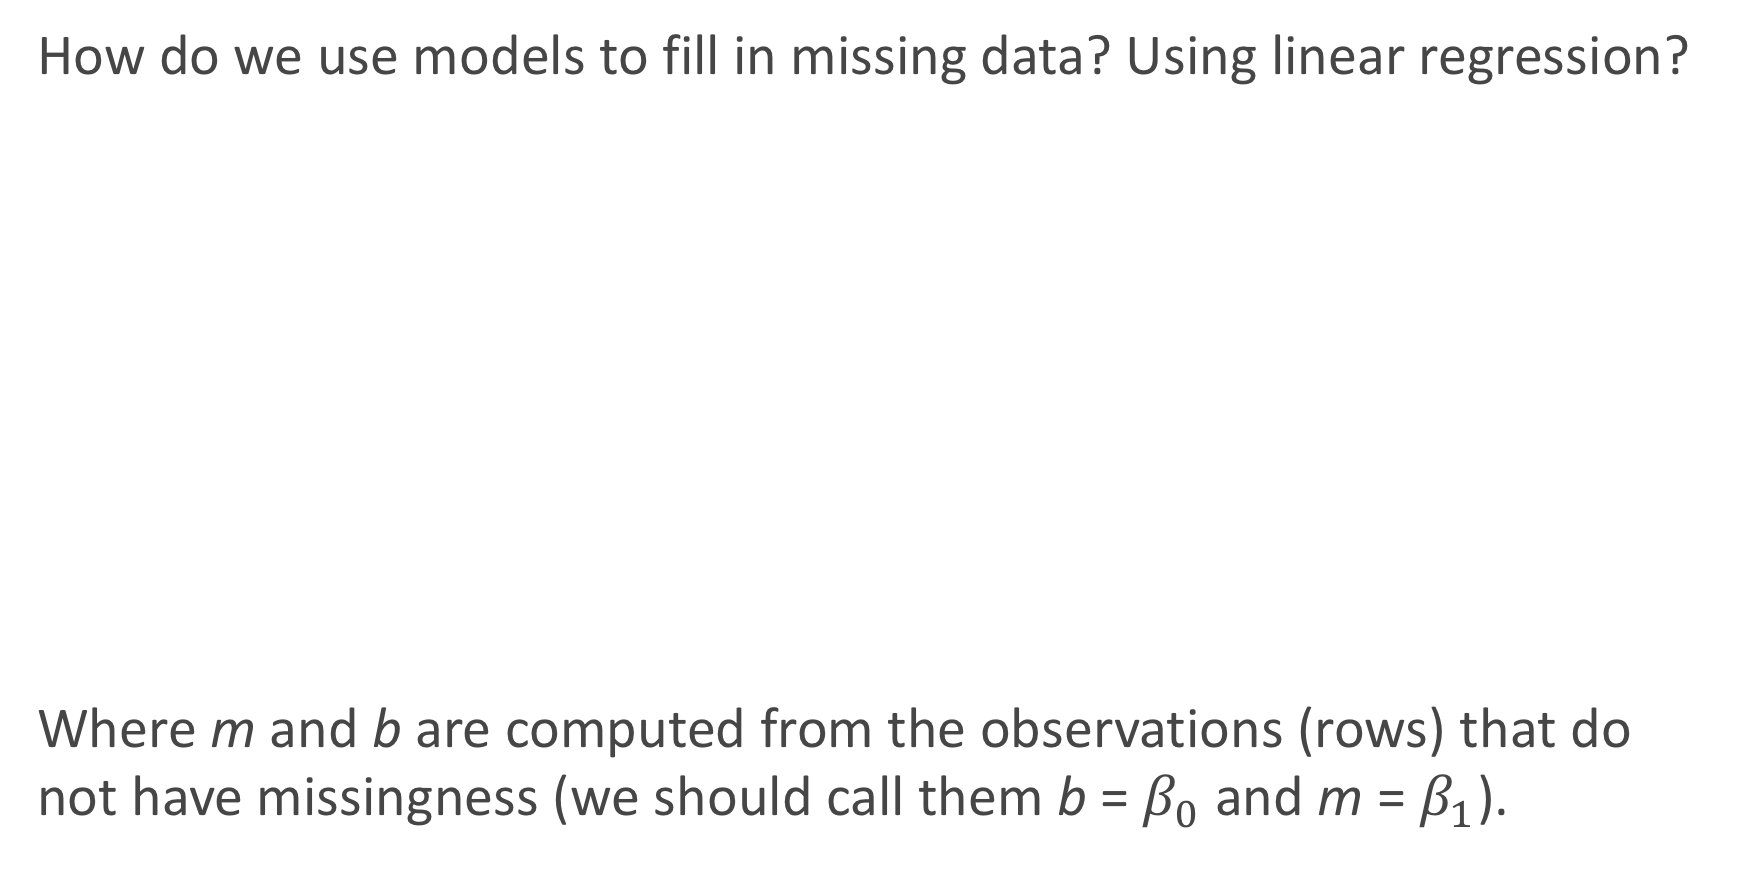 How do we use models to fill in missing data? Using linear regression?
Where m and b are computed from the observations (rows) that do
not have missingness (we should call them b = β₀ and m = β₁).